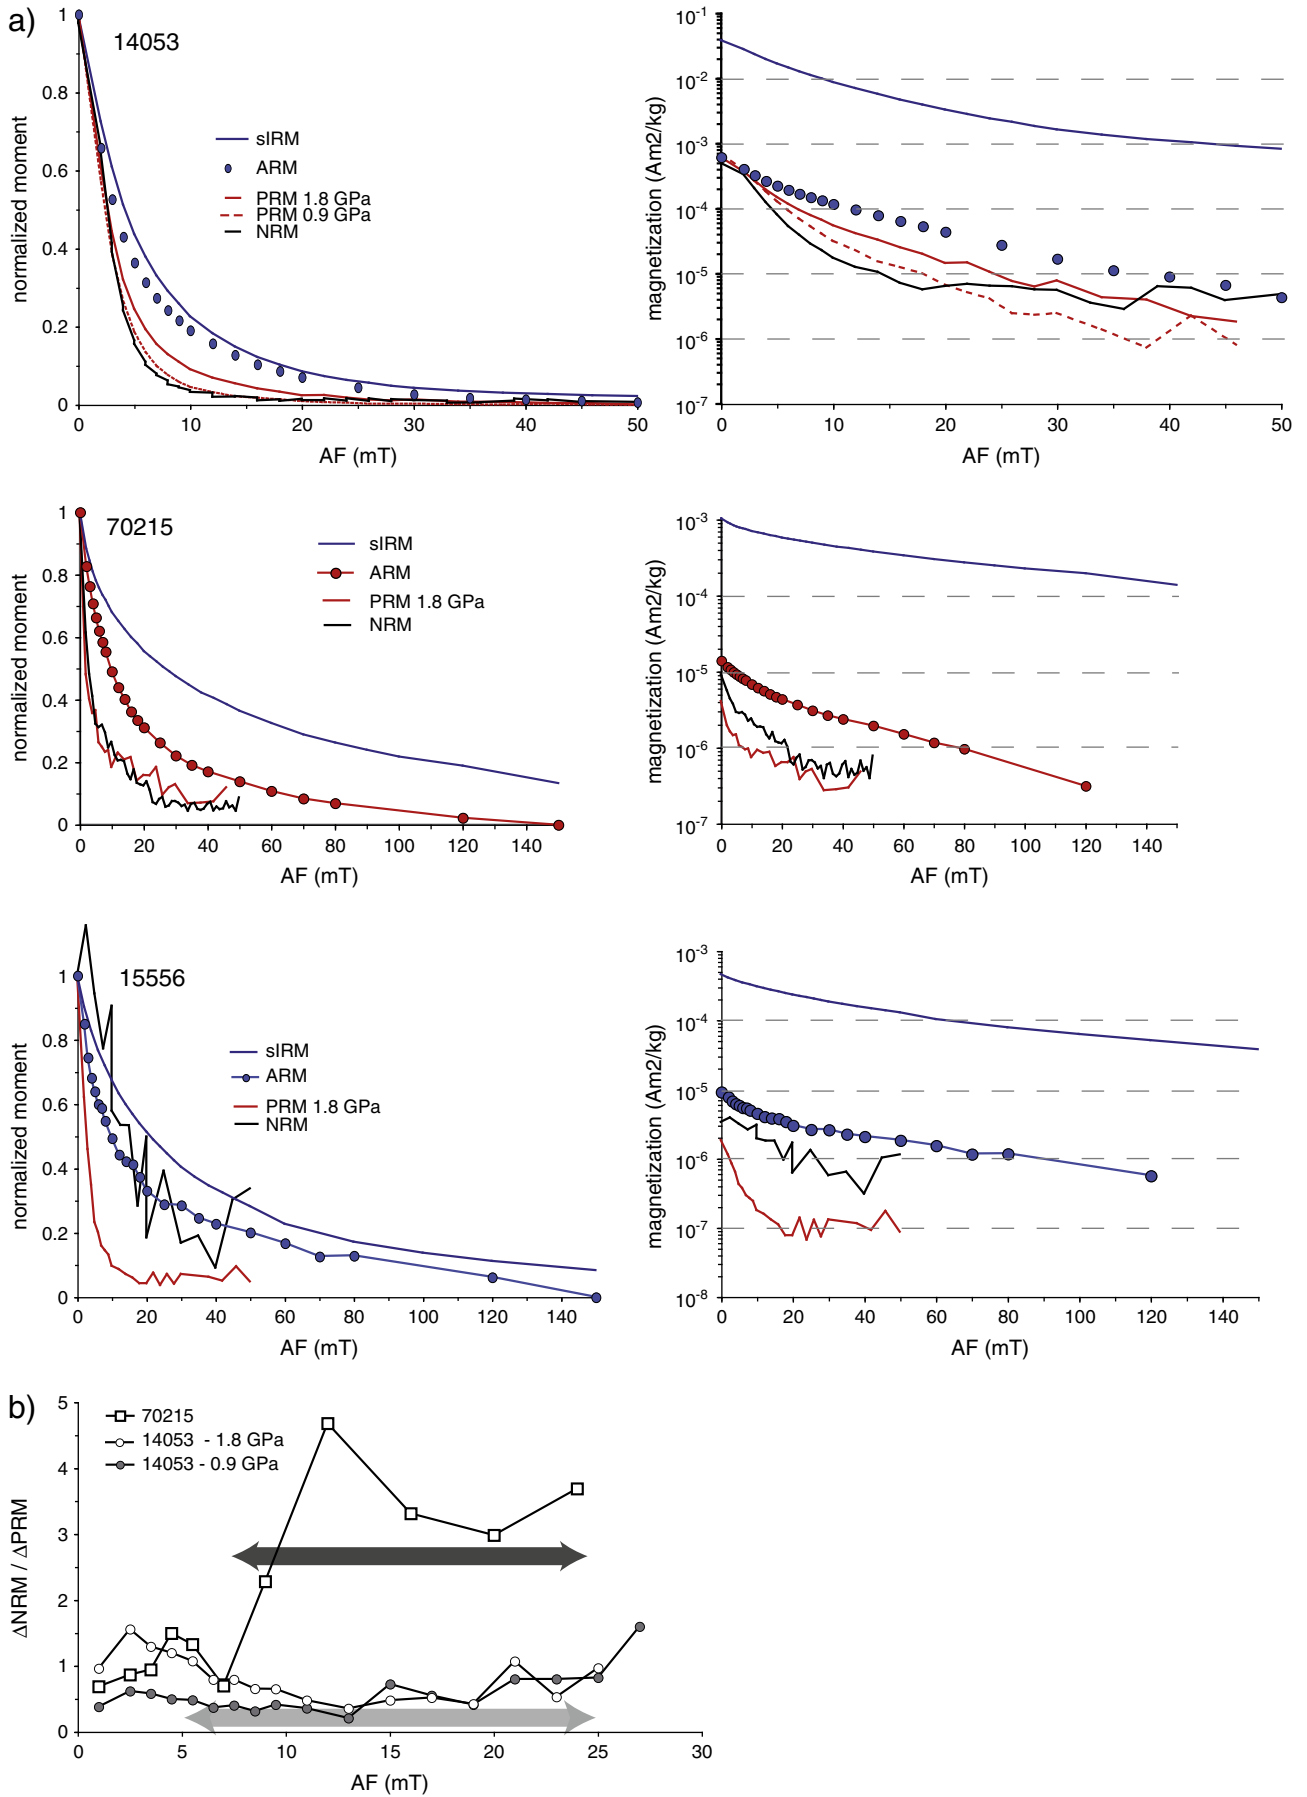 a)
14053
normalized moment
1
0.8
0.6
0.4
0.2
0
sIRM
ARM
PRM 1.8 GPa
PRM 0.9 GPa
NRM
0 10 20 30 40 50
AF (mT)
magnetization (Am2/kg)
10-1
10-2
10-3
10-4
10-5
10-6
10-7
0 10 20 30 40 50
AF (mT)
70215
normalized moment
1
0.8
0.6
0.4
0.2
0
sIRM
ARM
PRM 1.8 GPa
NRM
0 20 40 60 80 100 120 140
AF (mT)
magnetization (Am2/kg)
10-3
10-4
10-5
10-6
10-7
0 20 40 60 80 100 120 140
AF (mT)
15556
normalized moment
1
0.8
0.6
0.4
0.2
0
sIRM
ARM
PRM 1.8 GPa
NRM
0 20 40 60 80 100 120 140
AF (mT)
magnetization (Am2/kg)
10-3
10-4
10-5
10-6
10-7
10-8
0 20 40 60 80 100 120 140
AF (mT)
b)
ΔNRM / ΔPRM
5
4
3
2
1
0
70215
14053 - 1.8 GPa
14053 - 0.9 GPa
0 5 10 15 20 25 30
AF (mT)